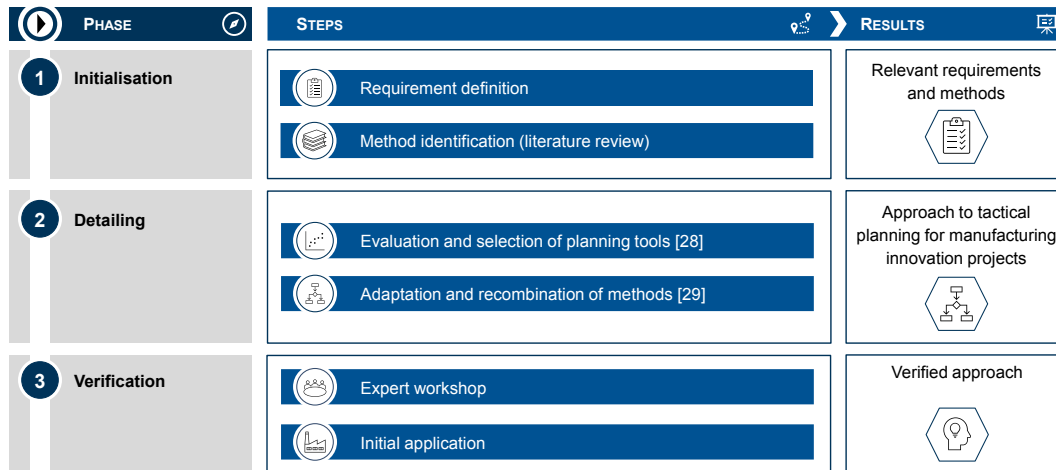 PHASE
STEPS
RESULTS
1
Initialisation
Requirement definition
Method identification (literature review)
Relevant requirements
and methods
2
Detailing
Evaluation and selection of planning tools [28]
Adaptation and recombination of methods [29]
Approach to tactical
planning for manufacturing
innovation projects
3
Verification
Expert workshop
Initial application
Verified approach